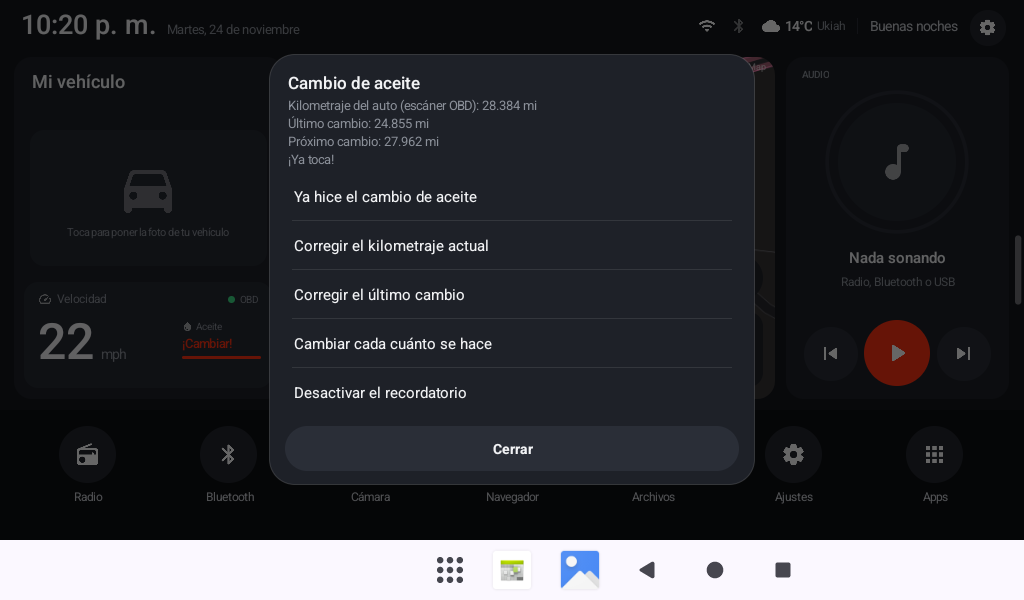 10:20 p. m. Martes, 24 de noviembre
14°C Ukiah
Buenas noches
Mi vehículo
Toca para poner la foto de tu vehículo
Velocidad
OBD
22 mph
Aceite
¡Cambiar!
Cambio de aceite
Kilometraje del auto (escáner OBD): 28.384 mi
Último cambio: 24.855 mi
Próximo cambio: 27.962 mi
¡Ya toca!
Ya hice el cambio de aceite
Corregir el kilometraje actual
Corregir el último cambio
Cambiar cada cuánto se hace
Desactivar el recordatorio
Cerrar
AUDIO
Nada sonando
Radio, Bluetooth o USB
Radio
Bluetooth
Cámara
Navegador
Archivos
Ajustes
Apps